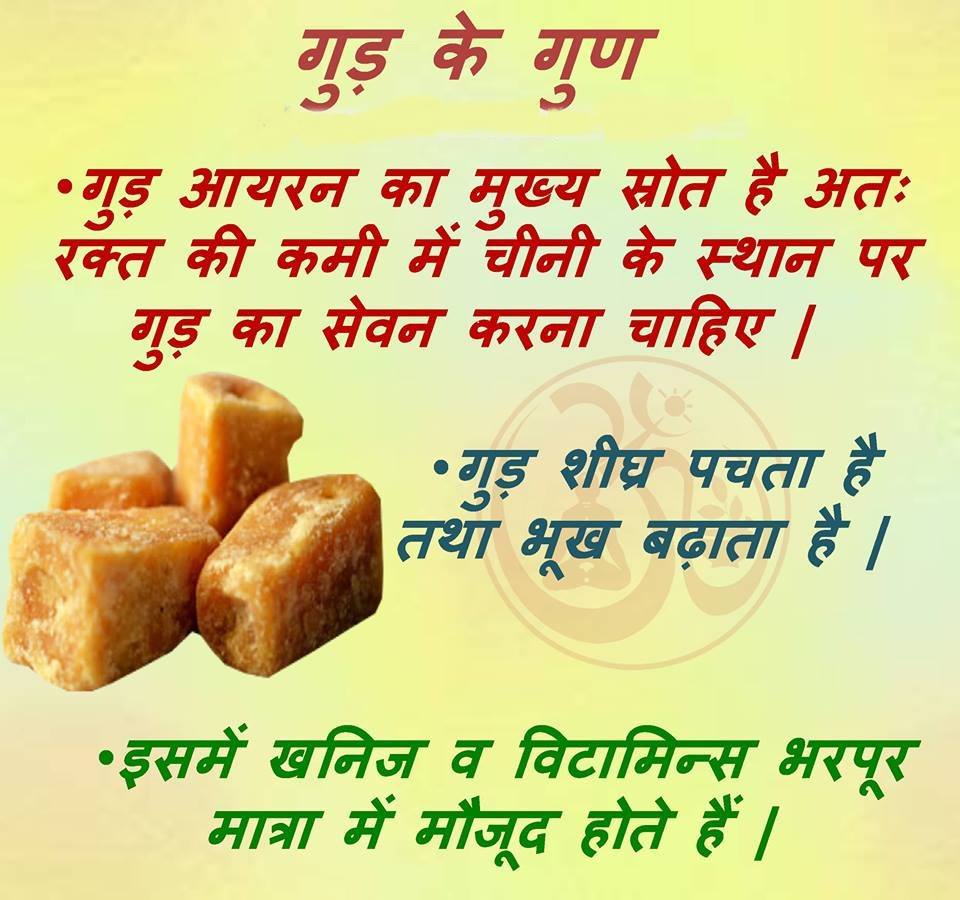 गुड़ के गुण
•गुड़ आयरन का मुख्य स्रोत है अतः
रक्त की कमी में चीनी के स्थान पर
गुड़ का सेवन करना चाहिए |
•गुड़ शीघ्र पचता है
तथा भूख बढ़ाता है |
•इसमें खनिज व विटामिन्स भरपूर
मात्रा में मौजूद होते हैं |